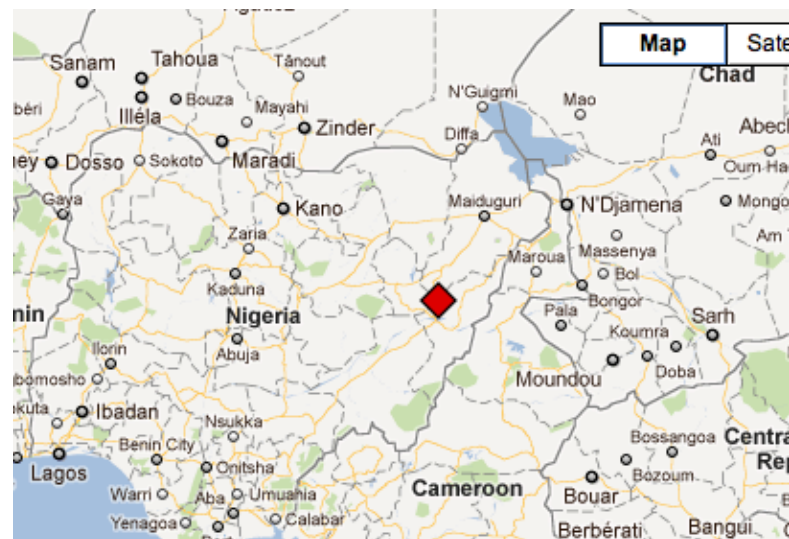 Map
Sate
Chad
Tahoua
Sanam
Tânout
N'Guigmi
Mao
Bouza
béri
Illéla
Mayahi
Zinder
Diffa
Abech
Ati
Maradi
ey
Dosso
Sokoto
Oum-Ha
Gaya
Kano
Maiduguri
N'Djamena
Mongo
Zaria
Massenya
Am
Maroua
Bol
Kaduna
Bongor
nin
Nigeria
Pala
Sarh
Koumra
Ilorin
Abuja
Doba
Moundou
gbomosho
okuta
Ibadan
Nsukka
Bossangoa
Centra
Benin City
Rep
Onitsha
Bozoum
Lagos
Warri
Aba
Umuahia
Cameroon
Bouar
Yenagoa
Calabar
Berbérati
Bangui